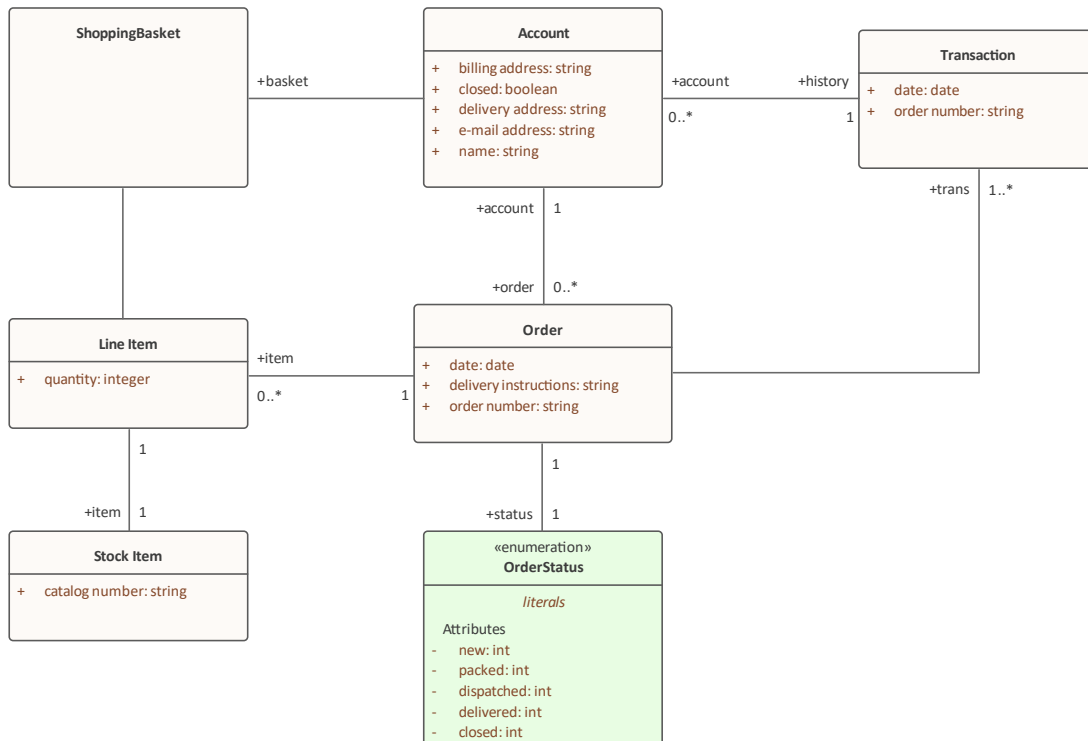 ShoppingBasket
+basket
Account
+ billing address: string
+ closed: boolean
+ delivery address: string
+ e-mail address: string
+ name: string
+account
0..*
+history
1
Transaction
+ date: date
+ order number: string
+trans
1..*
+account
1
+order
0..*
Line Item
+ quantity: integer
+item
0..*
1
Order
+ date: date
+ delivery instructions: string
+ order number: string
1
+item
1
Stock Item
+ catalog number: string
1
+status
1
«enumeration»
OrderStatus
literals
Attributes
- new: int
- packed: int
- dispatched: int
- delivered: int
- closed: int